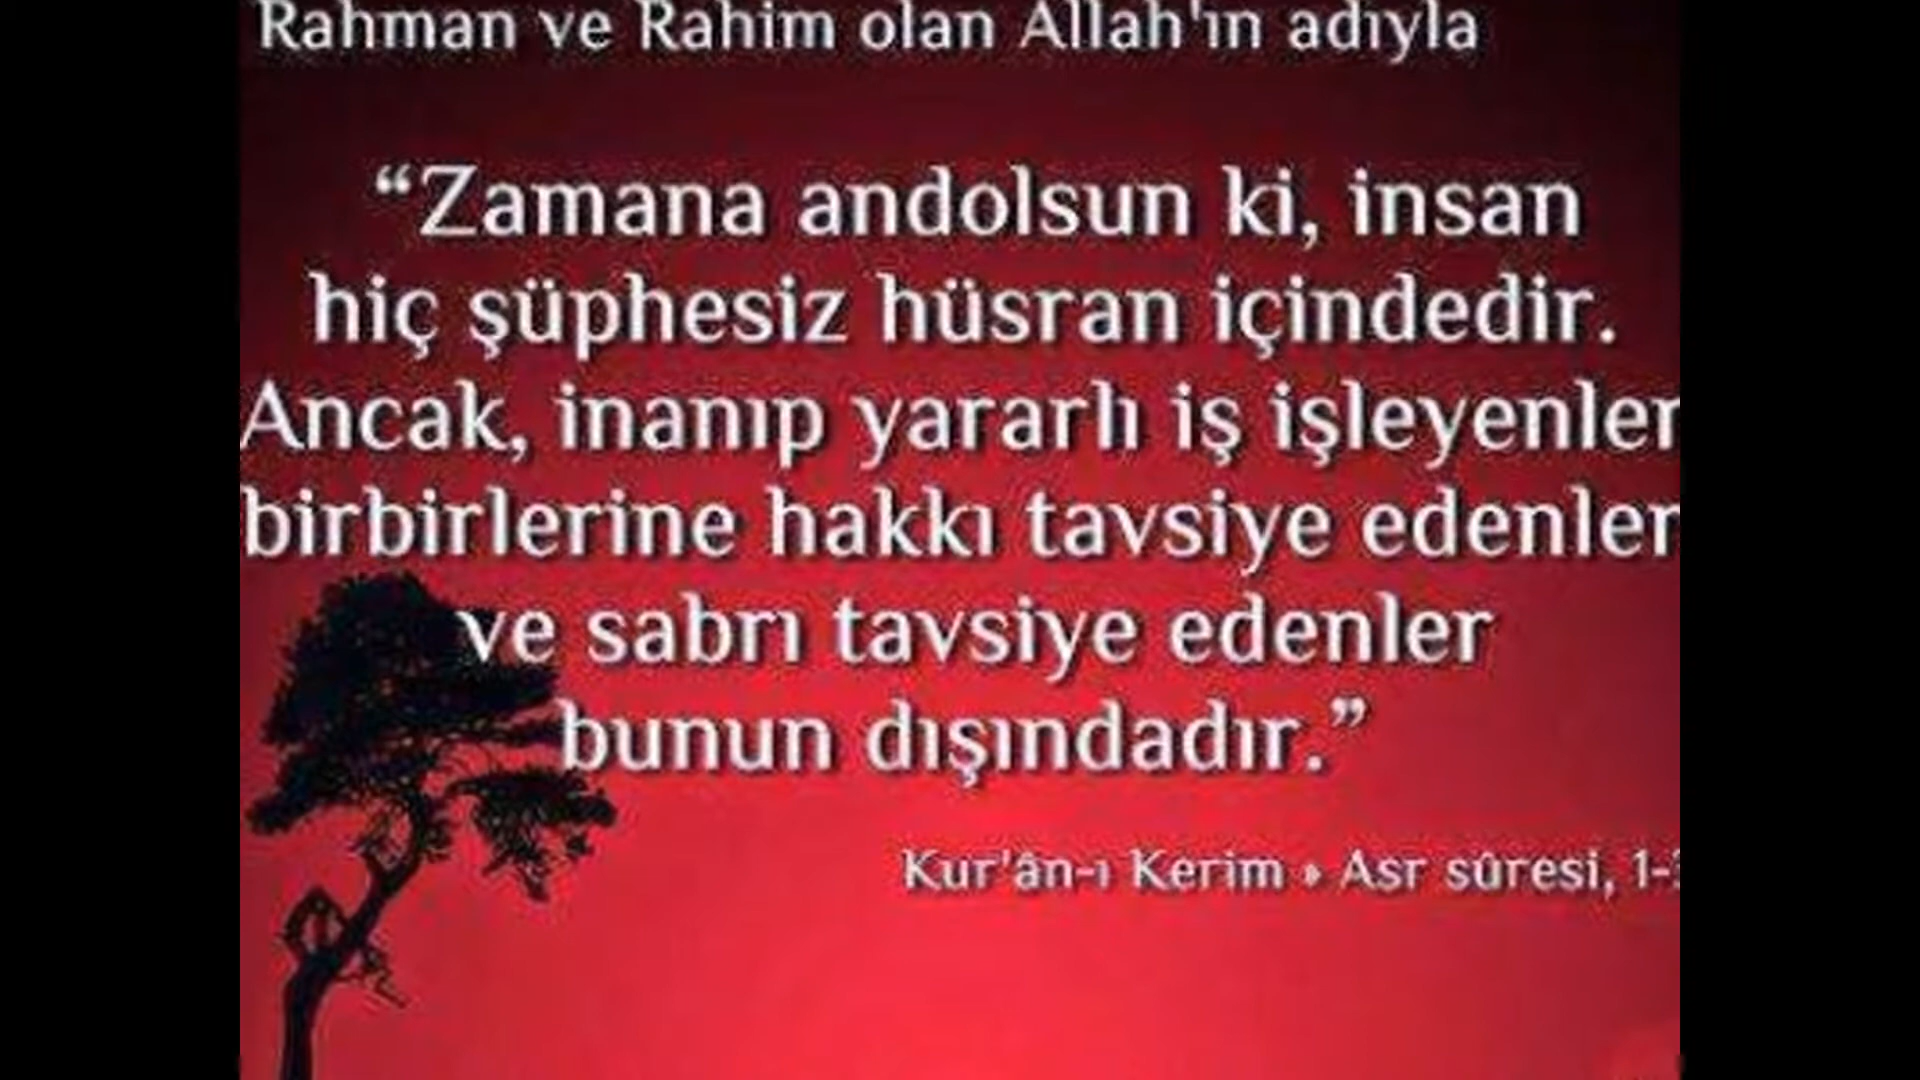 Rahman ve Rahim olan Allah'ın adıyla
“Zamana andolsun ki, insan
hiç şüphesiz hüsran içindedir.
Ancak, inanıp yararlı iş işleyenler
birbirlerine hakkı tavsiye edenler
ve sabrı tavsiye edenler
bunun dışındadır.”
Kur'ân-ı Kerim » Asr sûresi, 1-3